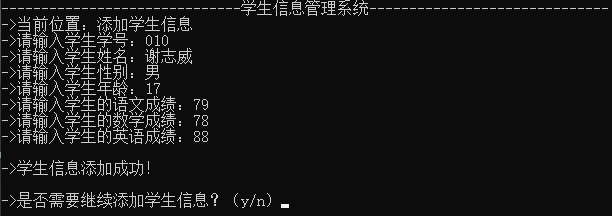 ------------------------------学生信息管理系统------------------------------
->当前位置：添加学生信息
->请输入学生学号：010
->请输入学生姓名：谢志威
->请输入学生性别：男
->请输入学生年龄：17
->请输入学生的语文成绩：79
->请输入学生的数学成绩：78
->请输入学生的英语成绩：88
->学生信息添加成功!
->是否需要继续添加学生信息？（y/n）